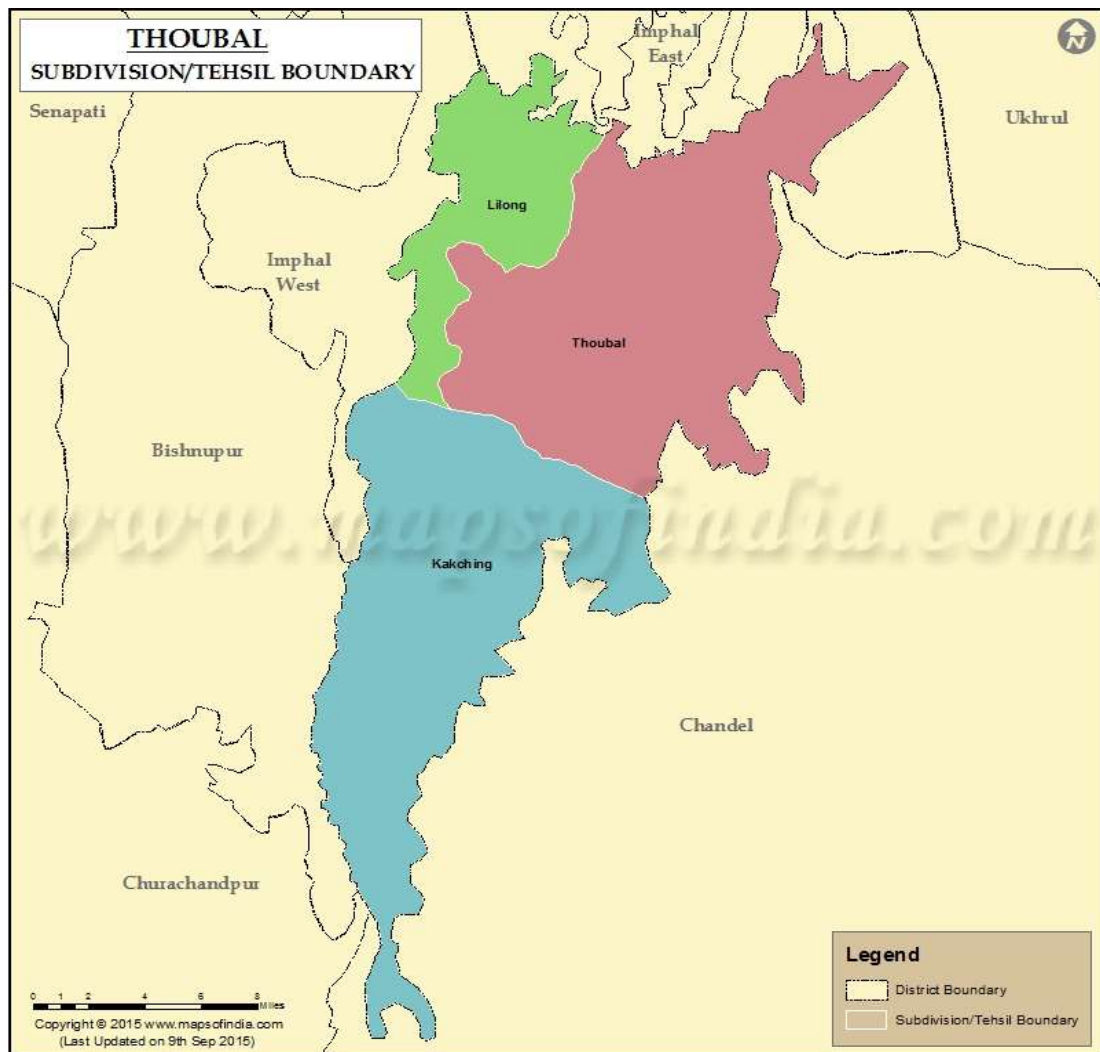 THOUBAL
SUBDIVISION/TEHSIL BOUNDARY
Imphal
East
N
Senapati
Ukhrul
Lilong
Imphal
West
Thoubal
Bishnupur
www.mapsofindia.com
Kakching
Chandel
Churachandpur
Legend
District Boundary
Subdivision/Tehsil Boundary
0 1 2 4 6 8
Miles
Copyright © 2015 www.mapsofindia.com
(Last Updated on 9th Sep 2015)